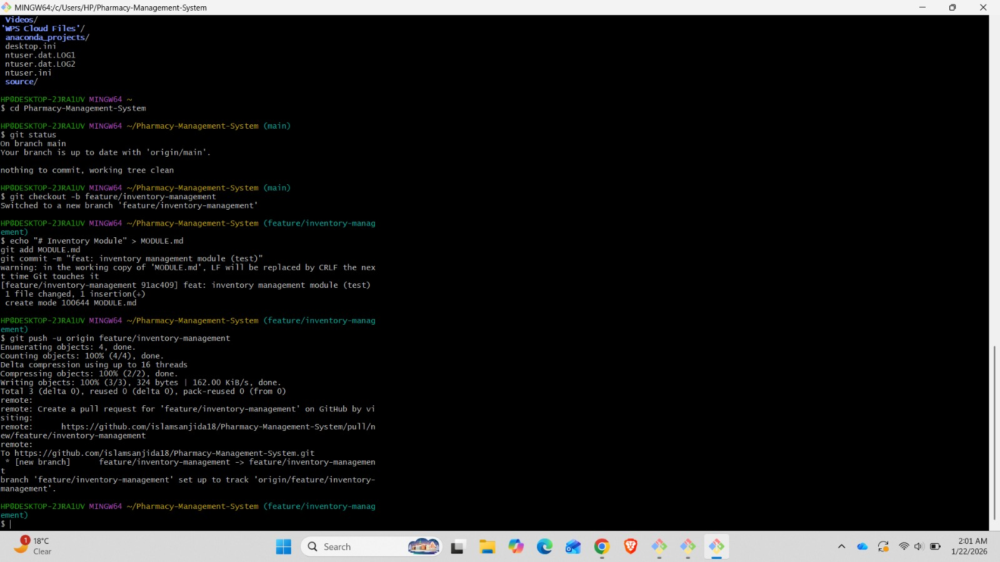 MINGW64:/c/Users/HP/Pharmacy-Management-System
Videos/
'WPS Cloud Files'/
anaconda_projects/
desktop.ini
ntuser.dat.LOG1
ntuser.dat.LOG2
ntuser.ini
source/
HP@DESKTOP-2JRA1UV MINGW64 ~
$ cd Pharmacy-Management-System
HP@DESKTOP-2JRA1UV MINGW64 ~/Pharmacy-Management-System (main)
$ git status
On branch main
Your branch is up to date with 'origin/main'.
nothing to commit, working tree clean
HP@DESKTOP-2JRA1UV MINGW64 ~/Pharmacy-Management-System (main)
$ git checkout -b feature/inventory-management
Switched to a new branch 'feature/inventory-management'
HP@DESKTOP-2JRA1UV MINGW64 ~/Pharmacy-Management-System (feature/inventory-manag
ement)
$ echo "# Inventory Module" > MODULE.md
git add MODULE.md
git commit -m "feat: inventory management module (test)"
warning: in the working copy of 'MODULE.md', LF will be replaced by CRLF the nex
t time Git touches it
[feature/inventory-management 91ac409] feat: inventory management module (test)
1 file changed, 1 insertion(+)
create mode 100644 MODULE.md
HP@DESKTOP-2JRA1UV MINGW64 ~/Pharmacy-Management-System (feature/inventory-manag
ement)
$ git push -u origin feature/inventory-management
Enumerating objects: 4, done.
Counting objects: 100% (4/4), done.
Delta compression using up to 16 threads
Compressing objects: 100% (2/2), done.
Writing objects: 100% (3/3), 324 bytes | 162.00 KiB/s, done.
Total 3 (delta 0), reused 0 (delta 0), pack-reused 0 (from 0)
remote:
remote: Create a pull request for 'feature/inventory-management' on GitHub by vi
siting:
remote:      https://github.com/islamsanjida18/Pharmacy-Management-System/pull/n
ew/feature/inventory-management
remote:
To https://github.com/islamsanjida18/Pharmacy-Management-System.git
* [new branch]      feature/inventory-management -> feature/inventory-managemen
t
branch 'feature/inventory-management' set up to track 'origin/feature/inventory-
management'.
HP@DESKTOP-2JRA1UV MINGW64 ~/Pharmacy-Management-System (feature/inventory-manag
ement)
$
1
18°C
Clear
Search
2:01 AM
1/22/2026